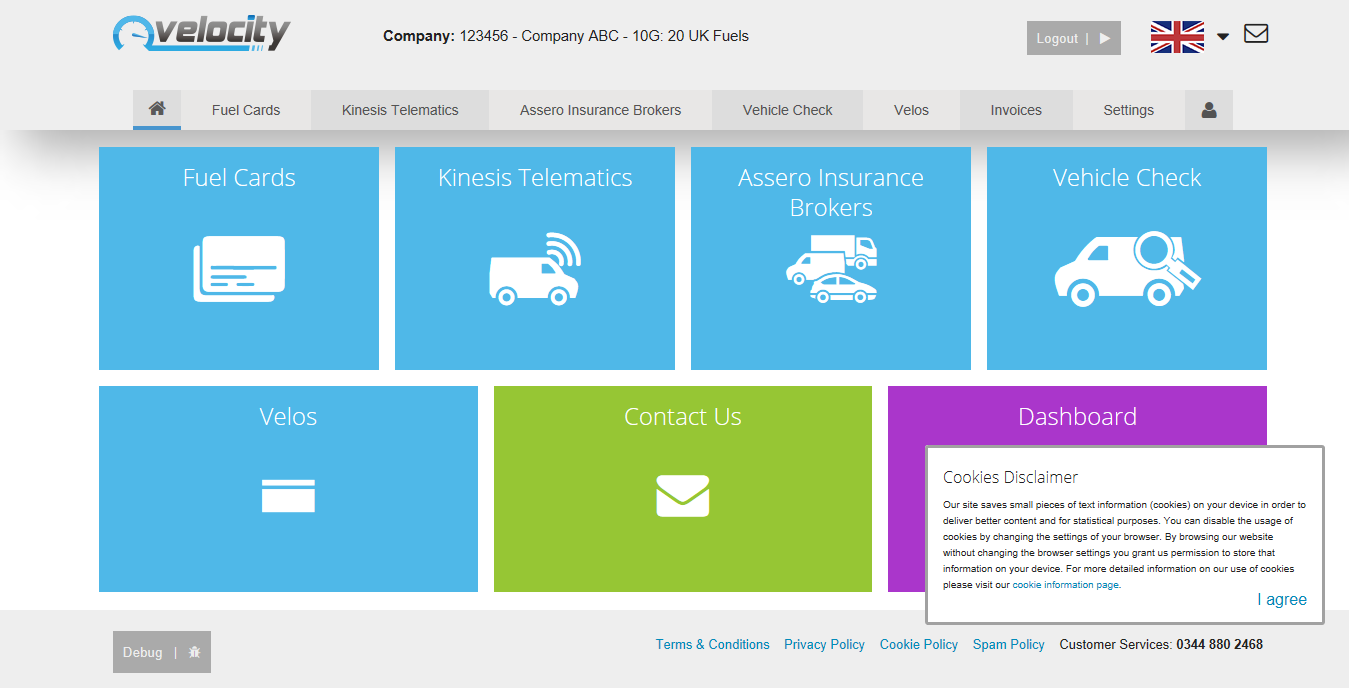 velocity
Company: 123456 - Company ABC - 10G: 20 UK Fuels
Logout |
Fuel Cards
Kinesis Telematics
Assero Insurance Brokers
Vehicle Check
Velos
Invoices
Settings
Fuel Cards
Kinesis Telematics
Assero Insurance
Brokers
Vehicle Check
Velos
Contact Us
Dashboard
Cookies Disclaimer
Our site saves small pieces of text information (cookies) on your device in order to
deliver better content and for statistical purposes. You can disable the usage of
cookies by changing the settings of your browser. By browsing our website
without changing the browser settings you grant us permission to store that
information on your device. For more detailed information on our use of cookies
please visit our cookie information page.
I agree
Debug |
Terms & Conditions Privacy Policy Cookie Policy Spam Policy Customer Services: 0344 880 2468